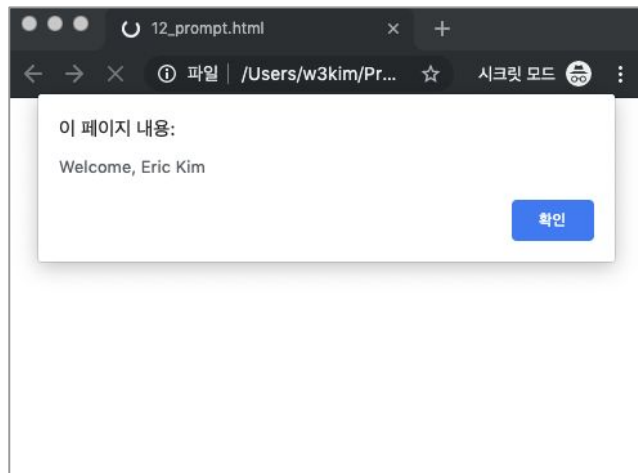 12_prompt.html
파일 /Users/w3kim/Pr... 시크릿 모드
이 페이지 내용:
Welcome, Eric Kim
확인